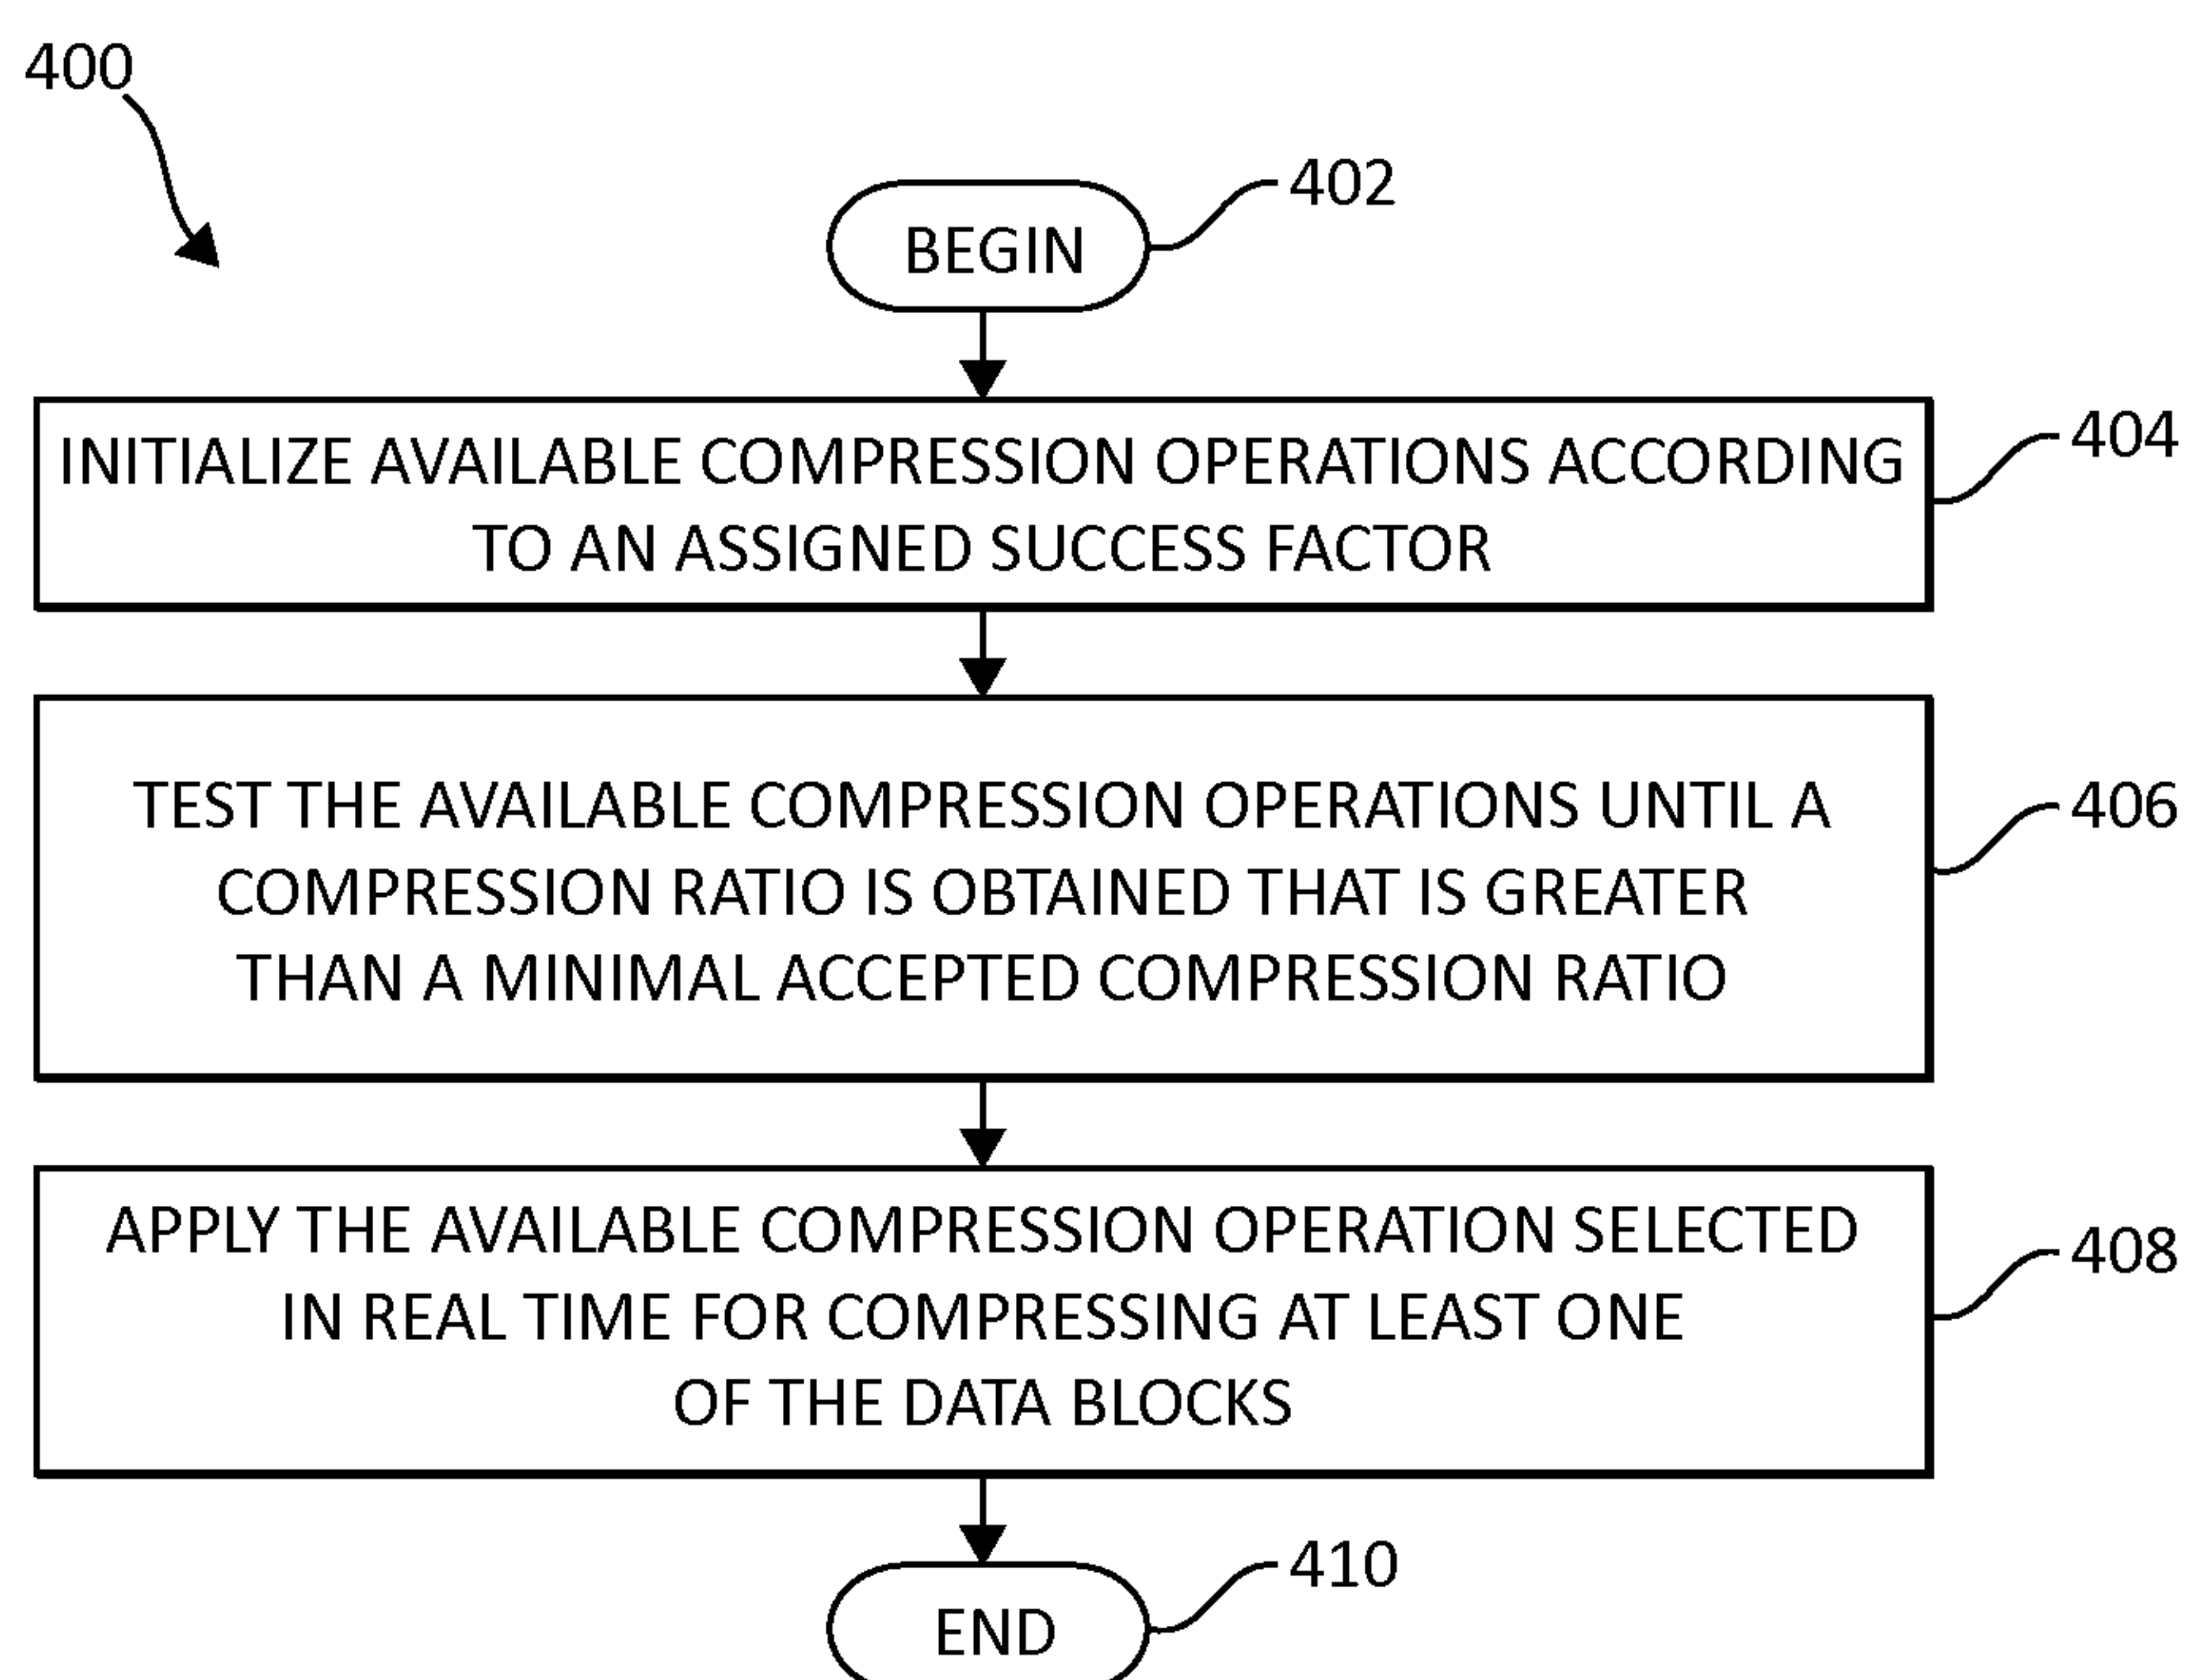 400
402
BEGIN
404
INITIALIZE AVAILABLE COMPRESSION OPERATIONS ACCORDING
TO AN ASSIGNED SUCCESS FACTOR
406
TEST THE AVAILABLE COMPRESSION OPERATIONS UNTIL A
COMPRESSION RATIO IS OBTAINED THAT IS GREATER
THAN A MINIMAL ACCEPTED COMPRESSION RATIO
408
APPLY THE AVAILABLE COMPRESSION OPERATION SELECTED
IN REAL TIME FOR COMPRESSING AT LEAST ONE
OF THE DATA BLOCKS
410
END